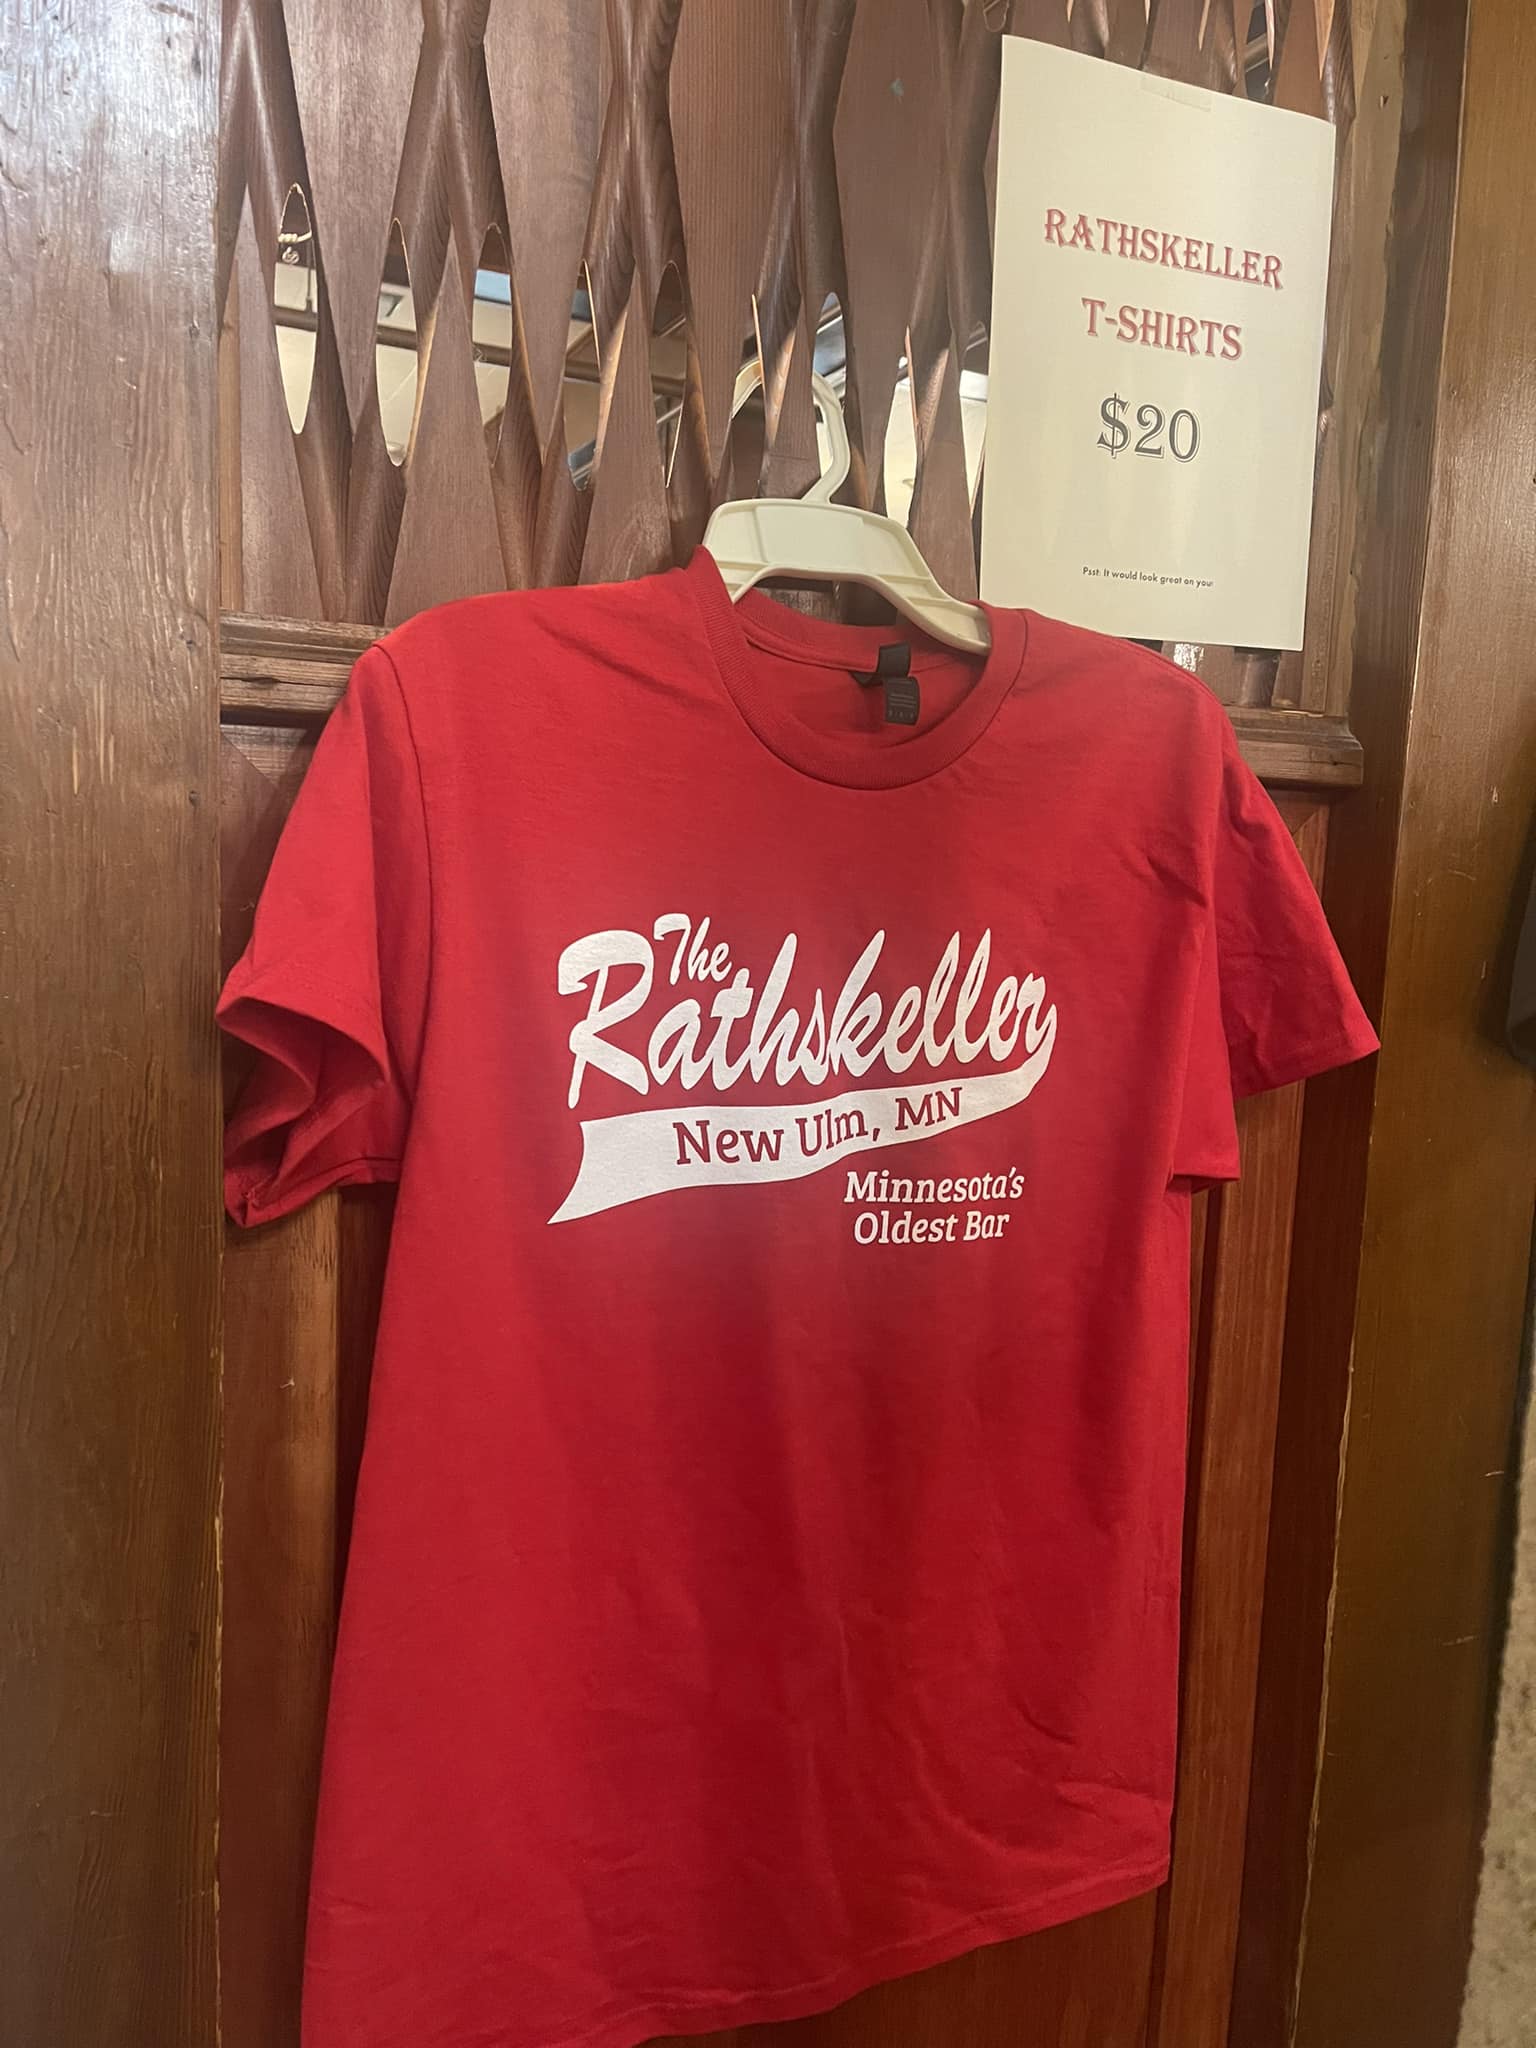 RATHSKELLER
T-SHIRTS
$20
Psst: It would look great on you!
The
Rathskeller
New Ulm, MN
Minnesota's
Oldest Bar